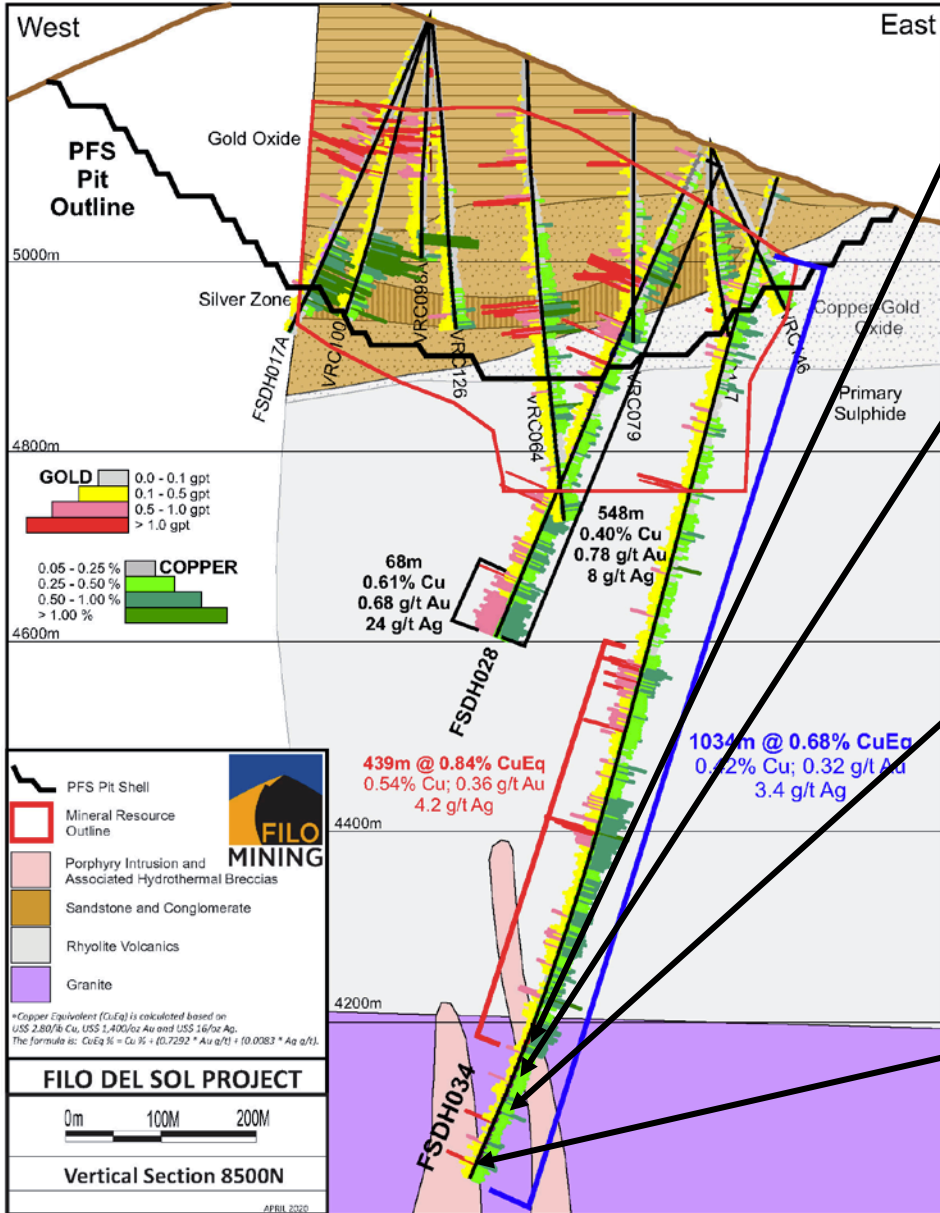 West
East
Gold Oxide
PFS
Pit
Outline
5000m
Silver Zone
Copper-Gold
Oxide
FSDH017A
VRC100
VRC098A
VRC126
VRC064
VRC079
VRC146
Primary
Sulphide
4800m
GOLD
0.0 - 0.1 gpt
0.1 - 0.5 gpt
0.5 - 1.0 gpt
> 1.0 gpt
COPPER
0.05 - 0.25 %
0.25 - 0.50 %
0.50 - 1.00 %
> 1.00 %
548m
0.40% Cu
0.78 g/t Au
8 g/t Ag
68m
0.61% Cu
0.68 g/t Au
24 g/t Ag
4600m
FSDH028
439m @ 0.84% CuEq
0.54% Cu; 0.36 g/t Au
4.2 g/t Ag
1034m @ 0.68% CuEq
0.42% Cu; 0.32 g/t Au
3.4 g/t Ag
4400m
4200m
FSDH034
PFS Pit Shell
Mineral Resource
Outline
FILO
MINING
Porphyry Intrusion and
Associated Hydrothermal Breccias
Sandstone and Conglomerate
Rhyolite Volcanics
Granite
*Copper Equivalent (CuEq) is calculated based on
US$ 2.80/lb Cu, US$ 1,400/oz Au and US$ 16/oz Ag.
The formula is: CuEq % = Cu % + (0.7292 * Au g/t) + (0.0083 * Ag g/t).
FILO DEL SOL PROJECT
0m 100M 200M
Vertical Section 8500N
APRIL 2020